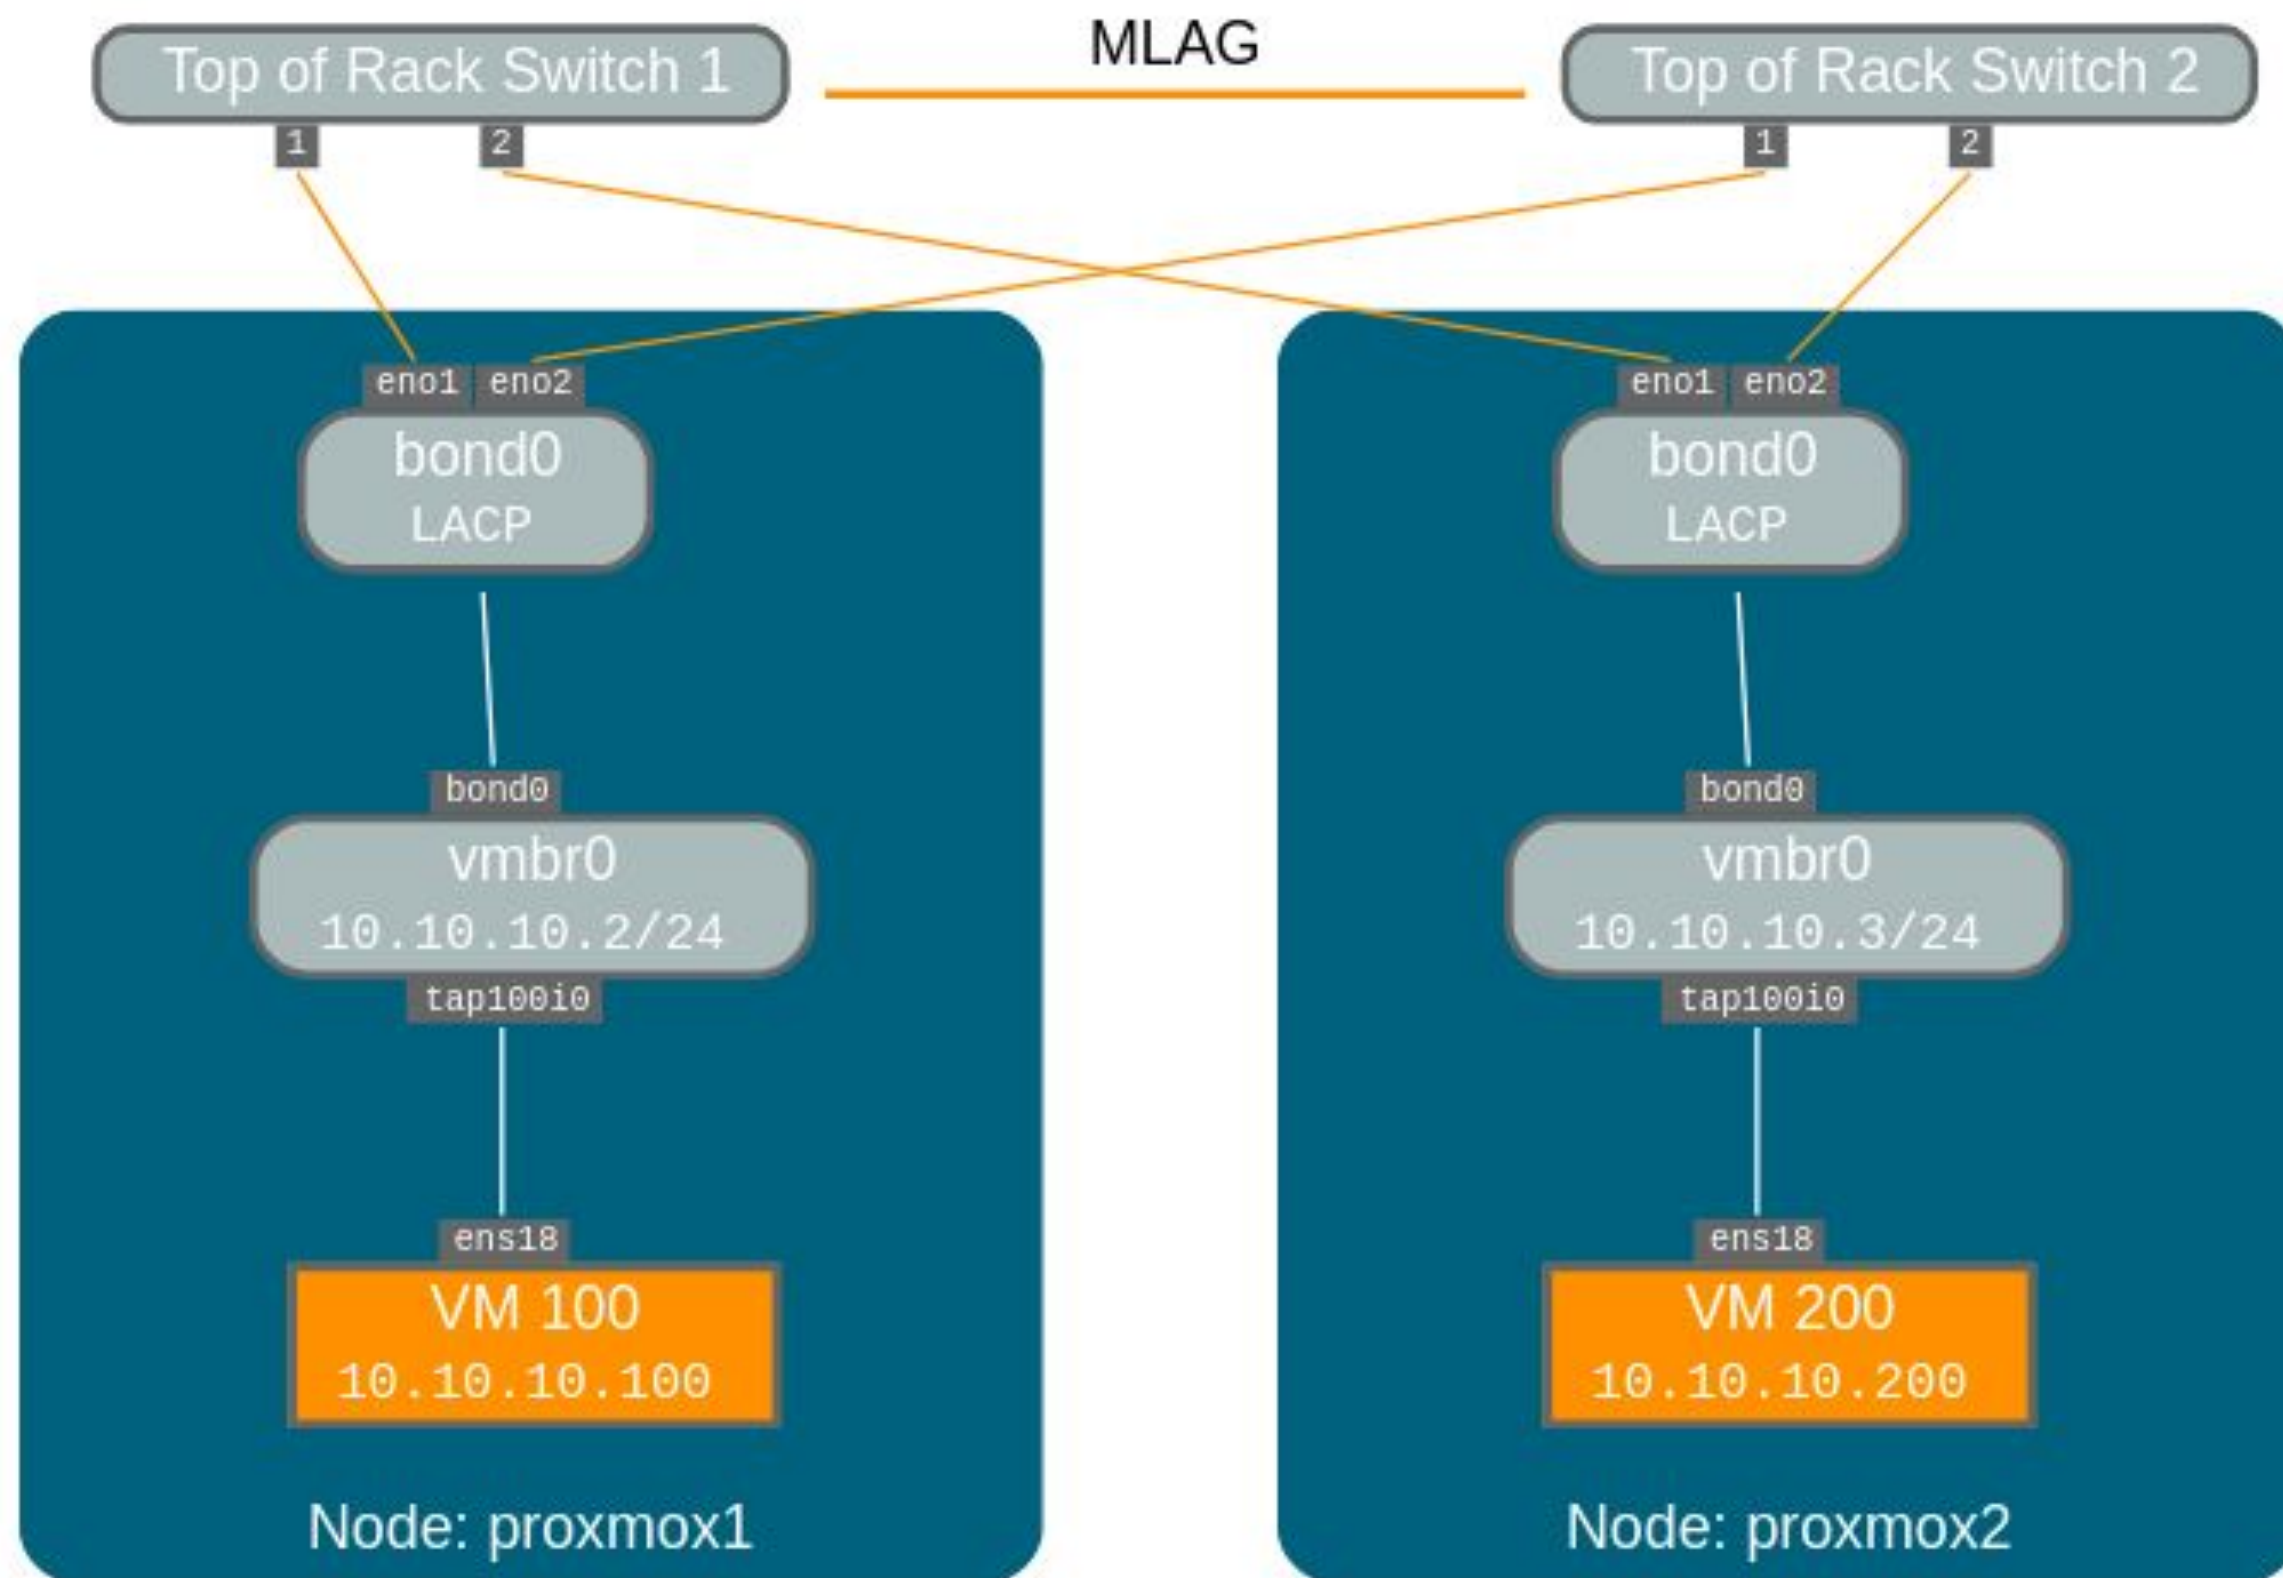 MLAG
Top of Rack Switch 1
Top of Rack Switch 2
1
2
1
2
eno1
eno2
eno1
eno2
bond0
LACP
bond0
LACP
bond0
bond0
vmbr0
10.10.10.2/24
vmbr0
10.10.10.3/24
tap100i0
tap100i0
ens18
ens18
VM 100
10.10.10.100
VM 200
10.10.10.200
Node: proxmox1
Node: proxmox2